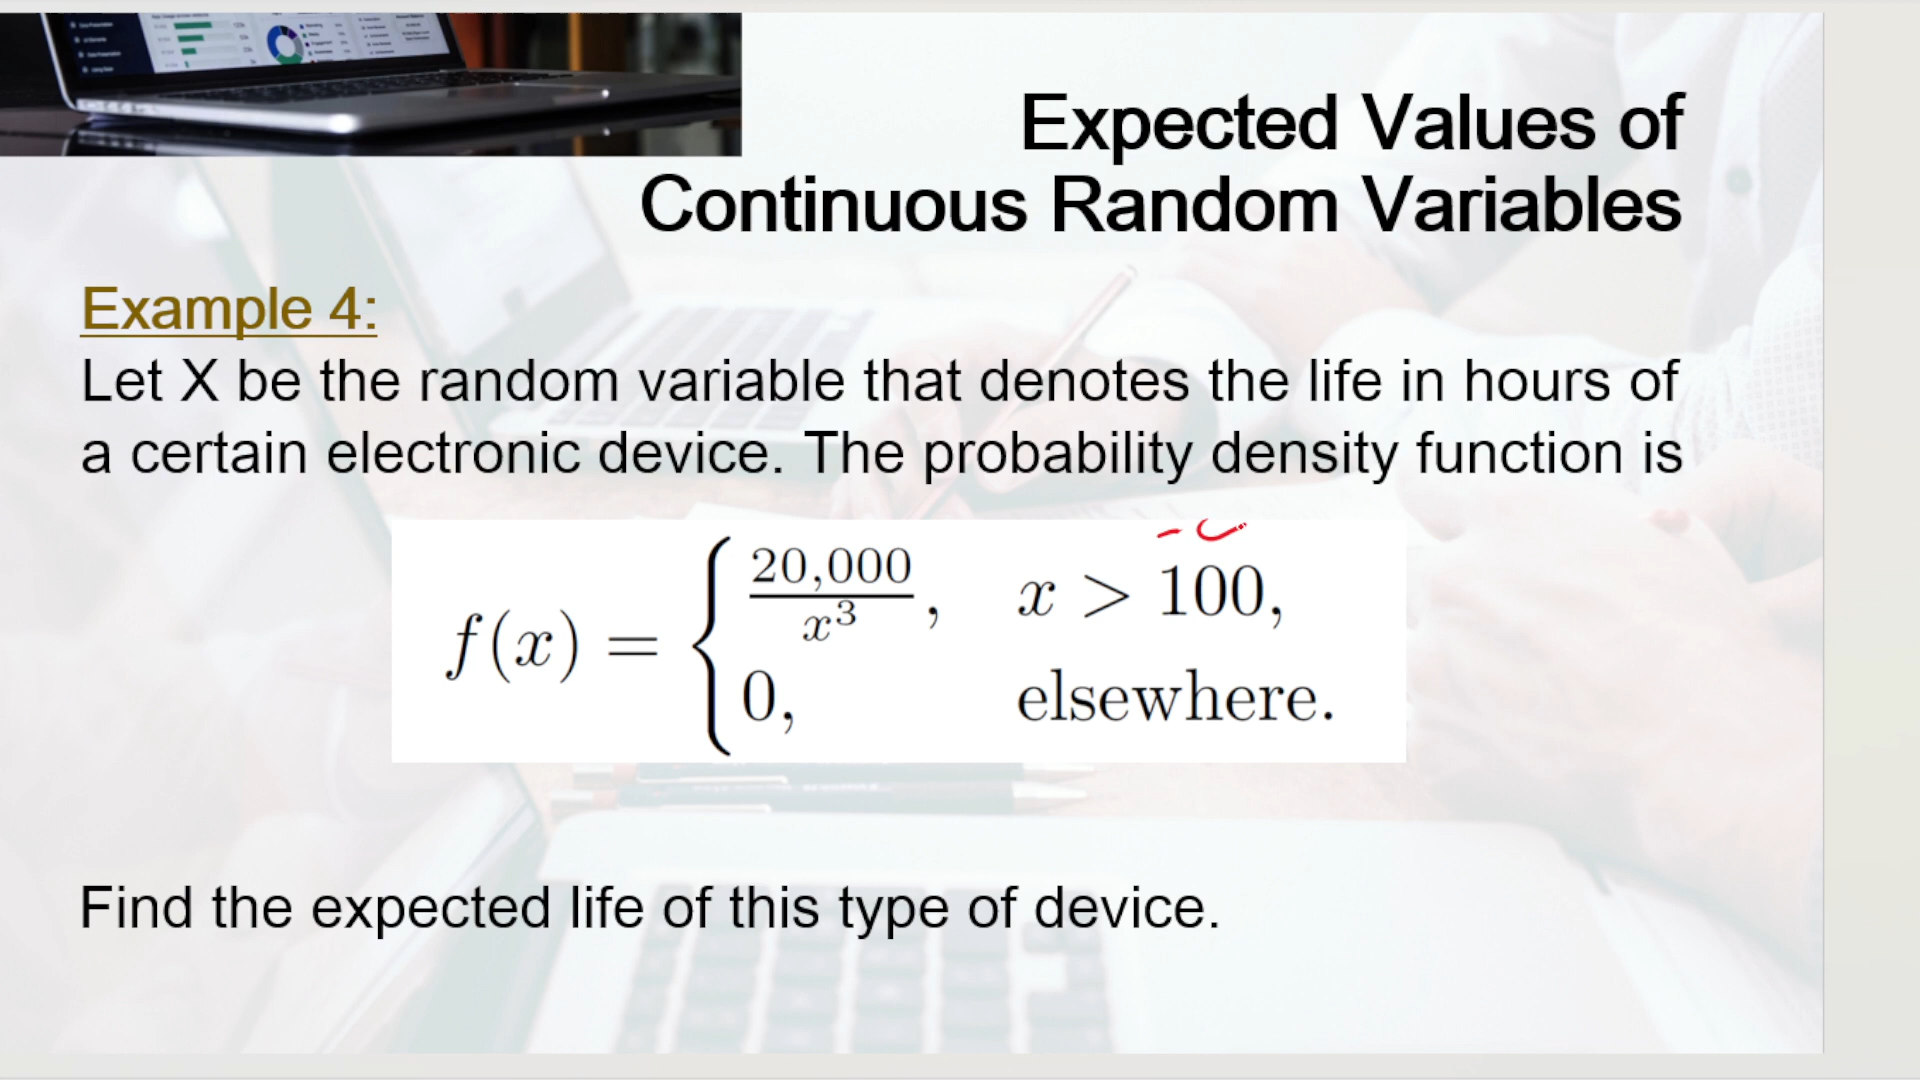 Expected Values of
Continuous Random Variables
Example 4:
Let X be the random variable that denotes the life in hours of
a certain electronic device. The probability density function is
f(x) = { 20,000/x³, x > 100,
0, elsewhere.
Find the expected life of this type of device.